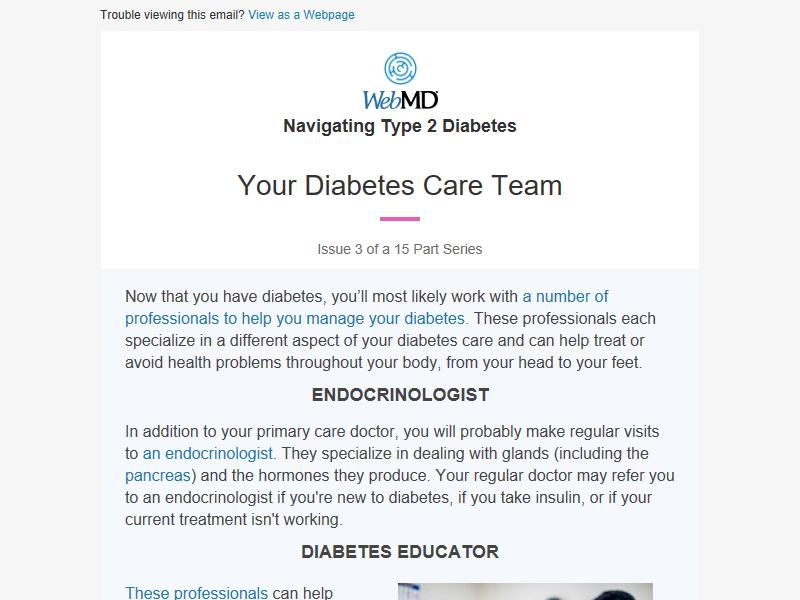 Trouble viewing this email? View as a Webpage
WebMD
Navigating Type 2 Diabetes
Your Diabetes Care Team
Issue 3 of a 15 Part Series
Now that you have diabetes, you’ll most likely work with a number of
professionals to help you manage your diabetes. These professionals each
specialize in a different aspect of your diabetes care and can help treat or
avoid health problems throughout your body, from your head to your feet.
ENDOCRINOLOGIST
In addition to your primary care doctor, you will probably make regular visits
to an endocrinologist. They specialize in dealing with glands (including the
pancreas) and the hormones they produce. Your regular doctor may refer you
to an endocrinologist if you're new to diabetes, if you take insulin, or if your
current treatment isn't working.
DIABETES EDUCATOR
These professionals can help